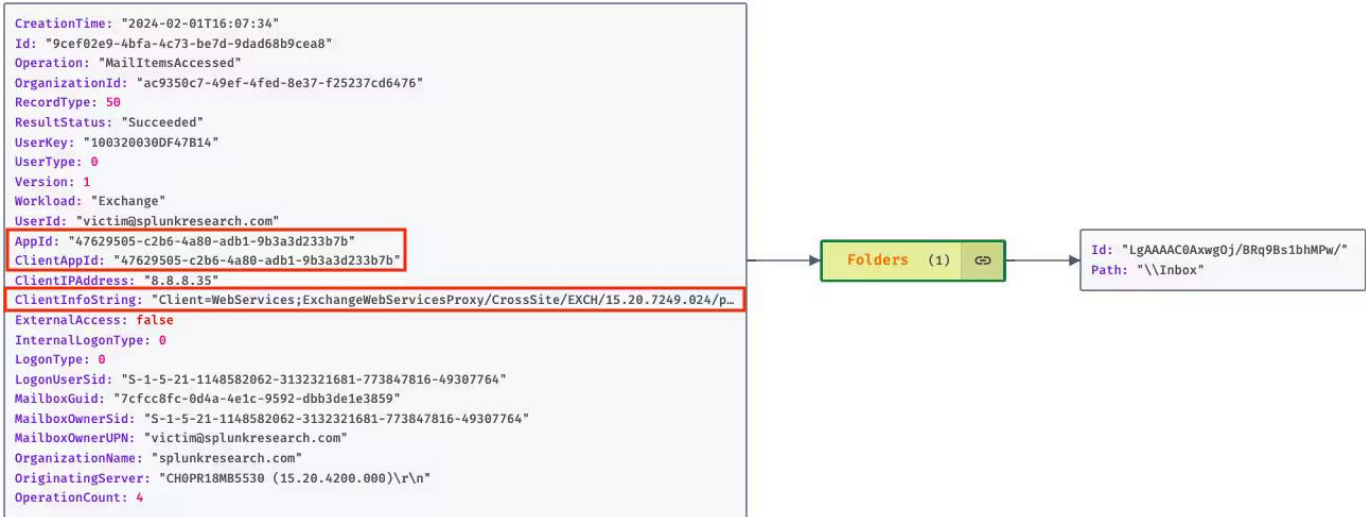 CreationTime: "2024-02-01T16:07:34"
Id: "9cef02e9-4bfa-4c73-be7d-9dad68b9cea8"
Operation: "MailItemsAccessed"
OrganizationId: "ac9350c7-49ef-4fed-8e37-f25237cd6476"
RecordType: 50
ResultStatus: "Succeeded"
UserKey: "100320030DF47B14"
UserType: 0
Version: 1
Workload: "Exchange"
UserId: "victim@splunkresearch.com"
AppId: "47629505-c2b6-4a80-adb1-9b3a3d233b7b"
ClientAppId: "47629505-c2b6-4a80-adb1-9b3a3d233b7b"
ClientIPAddress: "8.8.8.35"
ClientInfoString: "Client=WebServices;ExchangeWebServicesProxy/CrossSite/EXCH/15.20.7249.024/p…
ExternalAccess: false
InternalLogonType: 0
LogonType: 0
LogonUserSid: "S-1-5-21-1148582062-3132321681-773847816-49307764"
MailboxGuid: "7cfcc8fc-0d4a-4e1c-9592-dbb3de1e3859"
MailboxOwnerSid: "S-1-5-21-1148582062-3132321681-773847816-49307764"
MailboxOwnerUPN: "victim@splunkresearch.com"
OrganizationName: "splunkresearch.com"
OriginatingServer: "CH0PR18MB5530 (15.20.4200.000)\r\n"
OperationCount: 4
Folders (1)
Id: "LgAAAAC0AxwgOj/BRq9Bs1bhMPw/"
Path: "\\Inbox"